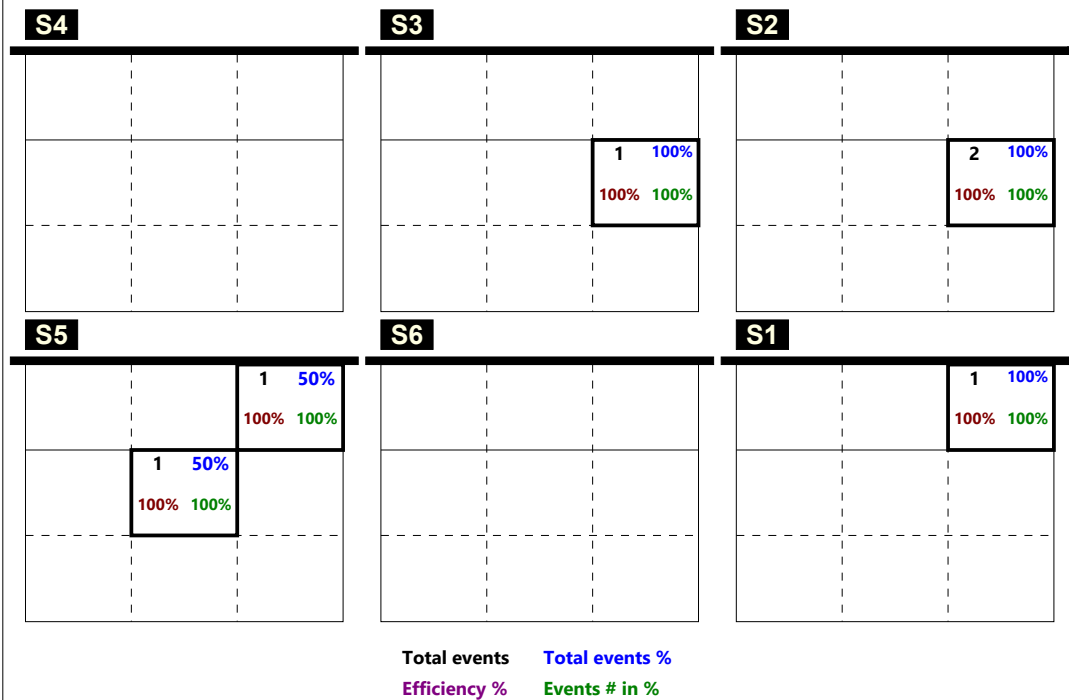 S4 S3 S2
1 100% 2 100%
100% 100% 100% 100%
S5 S6 S1
1 50% 1 100%
100% 100% 100% 100%
1 50%
100% 100%
Total events Total events %
Efficiency % Events # in %